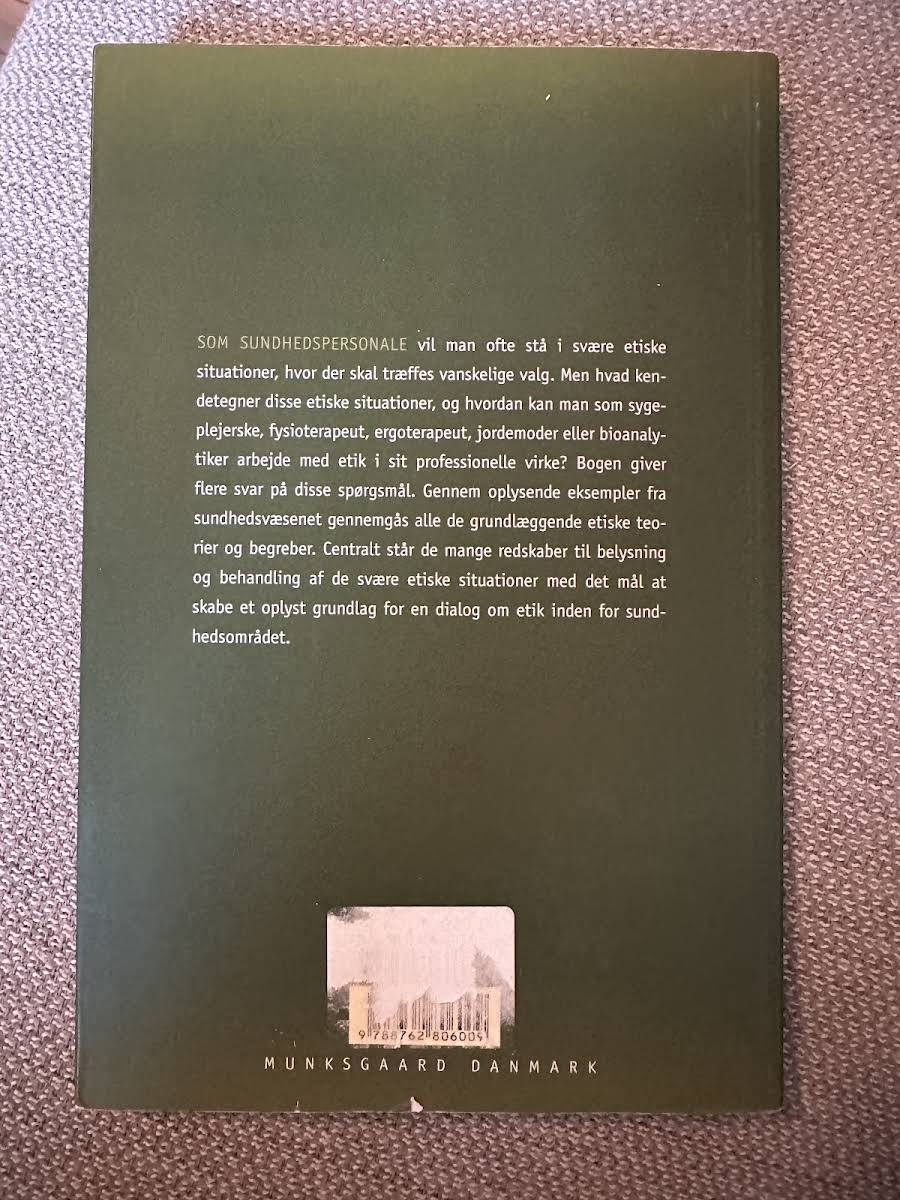 SOM SUNDHEDSPERSONALE vil man ofte stå i svære etiske
situationer, hvor der skal træffes vanskelige valg. Men hvad ken-
detegner disse etiske situationer, og hvordan kan man som syge-
plejerske, fysioterapeut, ergoterapeut, jordemoder eller bioanaly-
tiker arbejde med etik i sit professionelle virke? Bogen giver
flere svar på disse spørgsmål. Gennem oplysende eksempler fra
sundhedsvæsenet gennemgås alle de grundlæggende etiske teo-
rier og begreber. Centralt står de mange redskaber til belysning
og behandling af de svære etiske situationer med det mål at
skabe et oplyst grundlag for en dialog om etik inden for sund-
hedsområdet.
9 788762 806009
MUNKSGAARD DANMARK